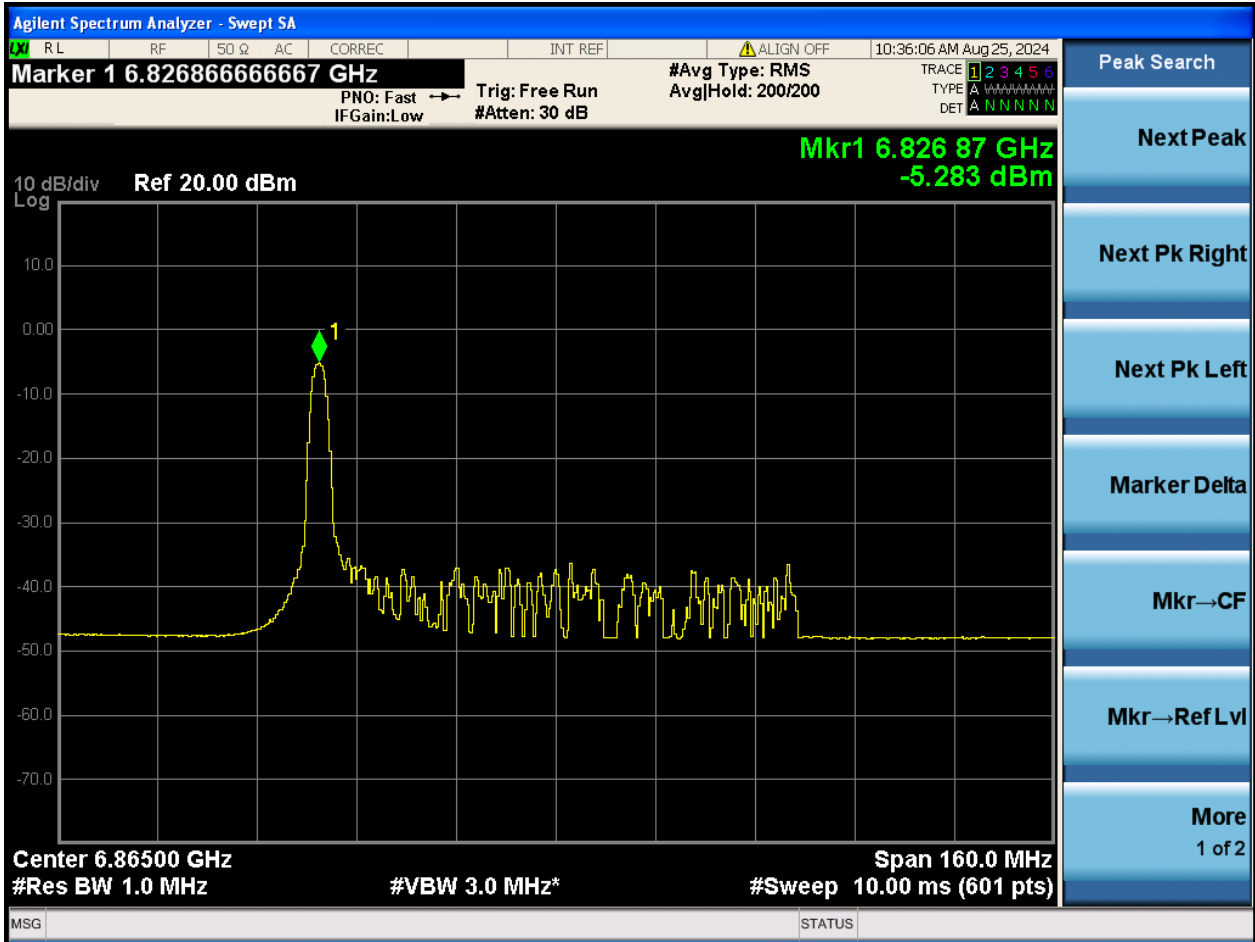 Agilent Spectrum Analyzer - Swept SA
LXI RL RF 50 Ω AC CORREC INT REF ALIGN OFF 10:36:06 AM Aug 25, 2024
Marker 1 6.826866666667 GHz
PNO: Fast
IFGain:Low
Trig: Free Run
#Atten: 30 dB
#Avg Type: RMS
Avg|Hold: 200/200
TRACE 1 2 3 4 5 6
TYPE A WWWWW
DET A N N N N N
Mkr1 6.826 87 GHz
-5.283 dBm
10 dB/div Ref 20.00 dBm
Log
10.0
0.00
-10.0
-20.0
-30.0
-40.0
-50.0
-60.0
-70.0
1
Center 6.86500 GHz
Span 160.0 MHz
#Res BW 1.0 MHz
#VBW 3.0 MHz*
#Sweep 10.00 ms (601 pts)
MSG
STATUS
Peak Search
Next Peak
Next Pk Right
Next Pk Left
Marker Delta
Mkr→CF
Mkr→Ref Lvl
More
1 of 2